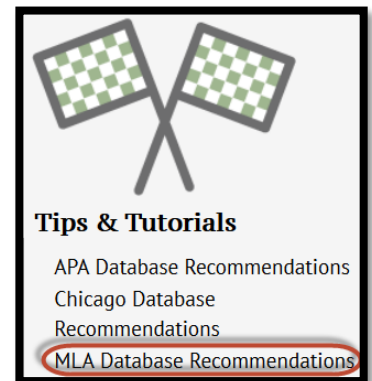 Tips & Tutorials
APA Database Recommendations
Chicago Database
Recommendations
MLA Database Recommendations